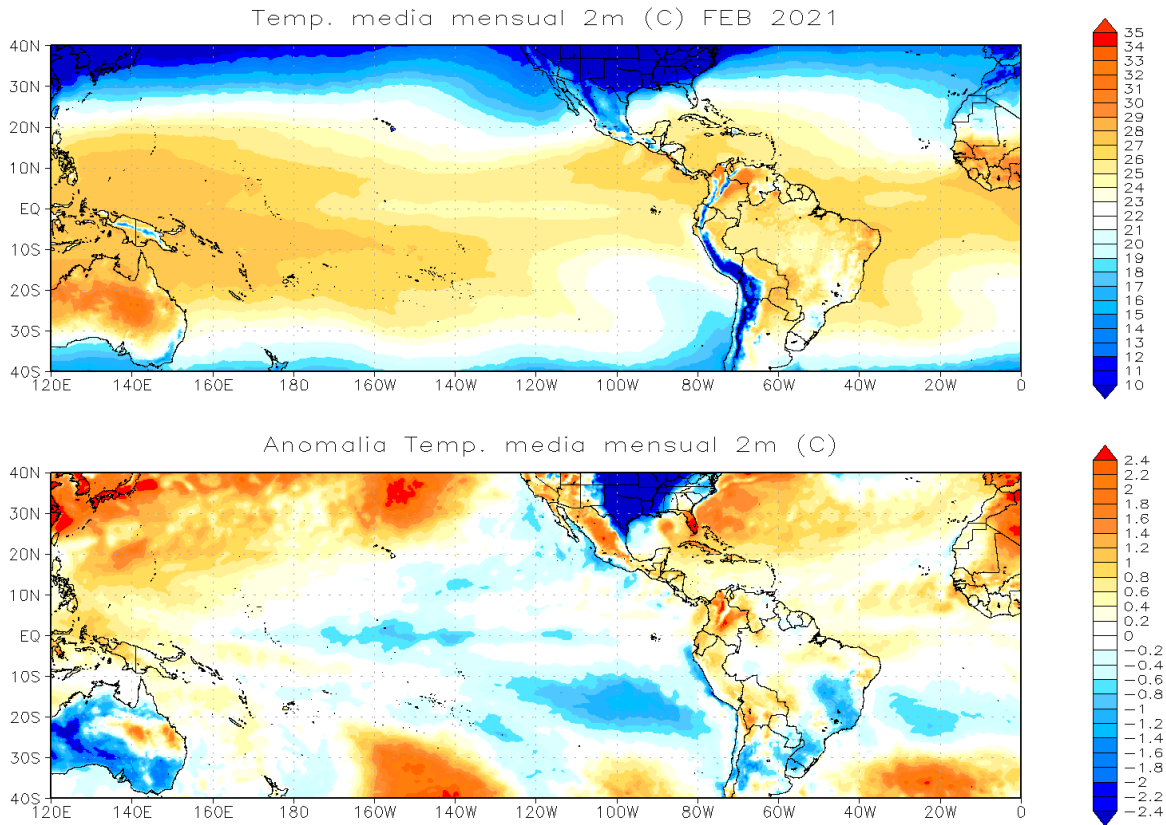 Temp. media mensual 2m (C) FEB 2021
40N
30N
20N
10N
EQ
10S
20S
30S
40S
120E 140E 160E 180 160W 140W 120W 100W 80W 60W 40W 20W 0
35
34
33
31
30
29
28
27
26
25
24
23
22
21
20
19
18
17
16
15
14
13
12
11
10
Anomalia Temp. media mensual 2m (C)
40N
30N
20N
10N
EQ
10S
20S
30S
40S
120E 140E 160E 180 160W 140W 120W 100W 80W 60W 40W 20W 0
2.4
2.2
2
1.8
1.6
1.4
1.2
1
0.8
0.6
0.4
0.2
0
−0.2
−0.4
−0.6
−0.8
−1
−1.2
−1.4
−1.6
−1.8
−2
−2.2
−2.4